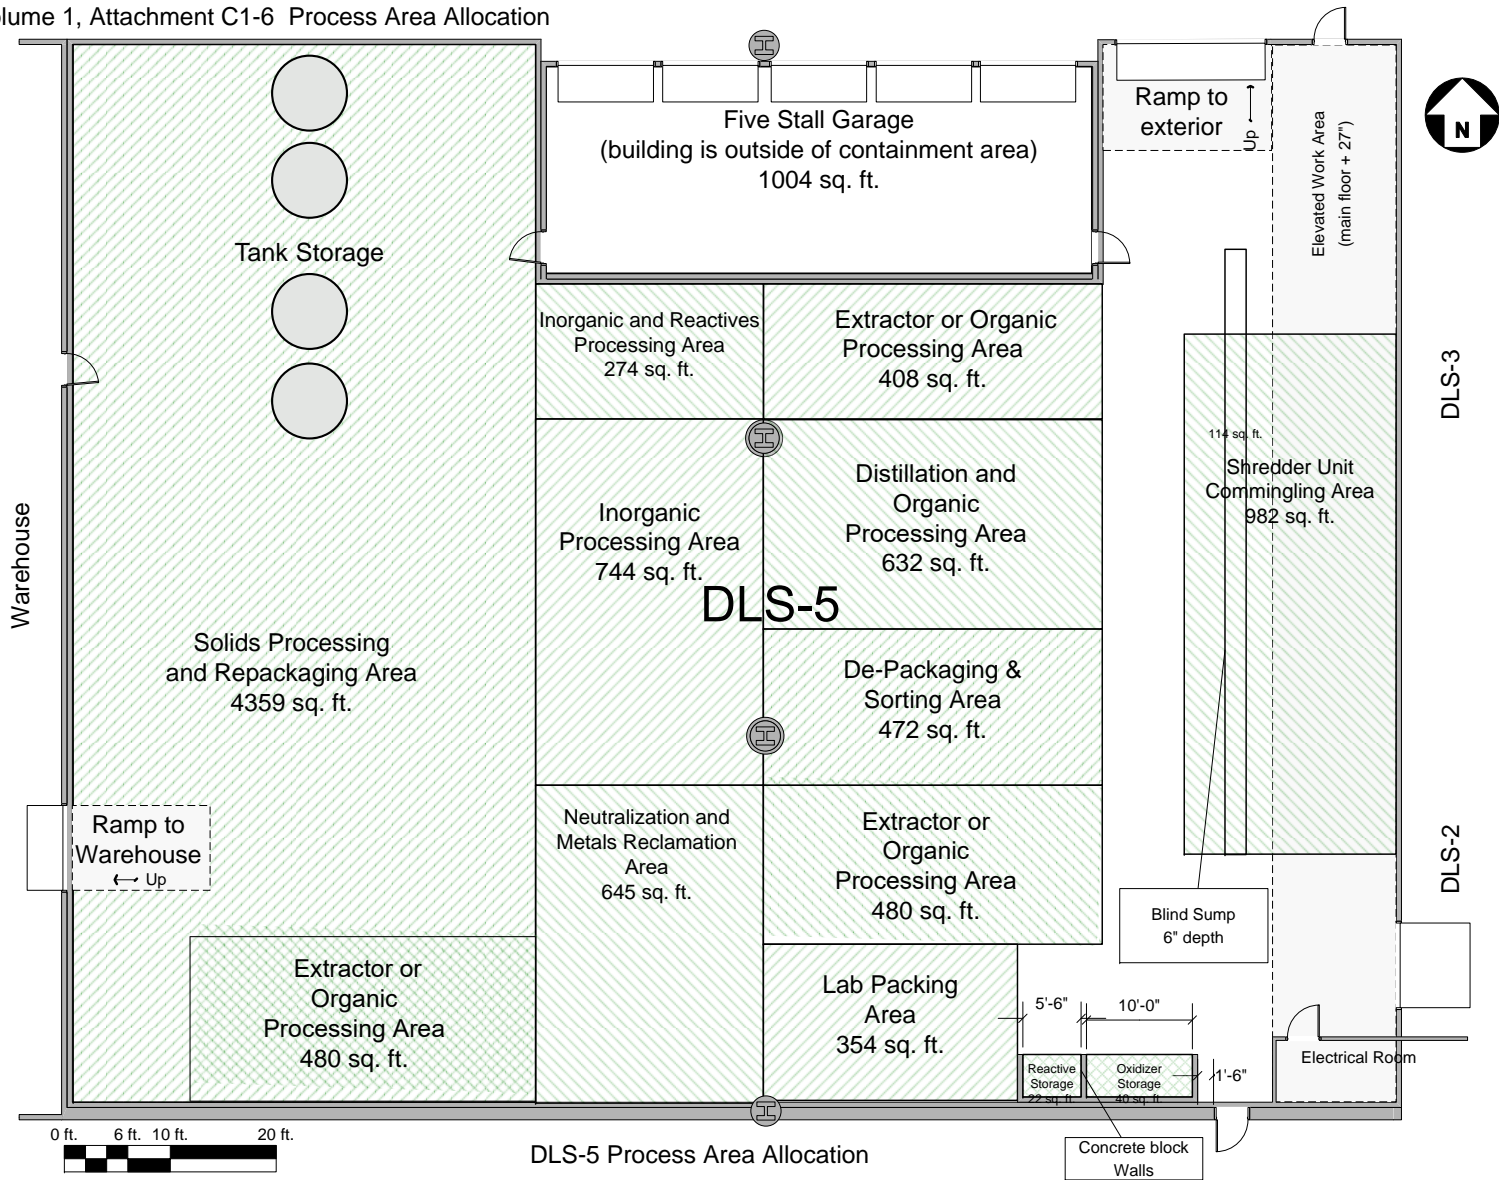 olume 1, Attachment C1-6 Process Area Allocation
Five Stall Garage
(building is outside of containment area)
1004 sq. ft.
Ramp to
exterior
Up
Elevated Work Area
(main floor + 27")
N
Tank Storage
Inorganic and Reactives
Processing Area
274 sq. ft.
Extractor or Organic
Processing Area
408 sq. ft.
DLS-3
114 sq. ft.
Shredder Unit
Commingling Area
982 sq. ft.
Distillation and
Organic
Processing Area
632 sq. ft.
Inorganic
Processing Area
744 sq. ft.
Warehouse
DLS-5
Solids Processing
and Repackaging Area
4359 sq. ft.
De-Packaging &
Sorting Area
472 sq. ft.
Ramp to
Warehouse
Up
Neutralization and
Metals Reclamation
Area
645 sq. ft.
Extractor or
Organic
Processing Area
480 sq. ft.
DLS-2
Blind Sump
6" depth
Extractor or
Organic
Processing Area
480 sq. ft.
Lab Packing
Area
354 sq. ft.
5'-6"
10'-0"
1'-6"
Reactive
Storage
22 sq. ft.
Oxidizer
Storage
40 sq. ft.
Electrical Room
Concrete block
Walls
0 ft.
6 ft.
10 ft.
20 ft.
DLS-5 Process Area Allocation